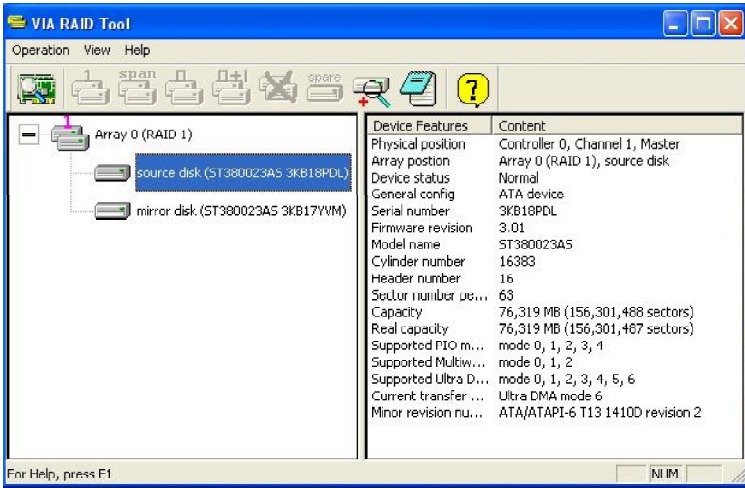 VIA RAID Tool
Operation View Help
1 span spare
1
Array 0 (RAID 1)
source disk (ST380023AS 3KB18PDL)
mirror disk (ST380023AS 3KB17YVM)
Device Features Content
Physical position Controller 0, Channel 1, Master
Array postion Array 0 (RAID 1), source disk
Device status Normal
General config ATA device
Serial number 3KB18PDL
Firmware revision 3.01
Model name ST380023AS
Cylinder number 16383
Header number 16
Sector number pe... 63
Capacity 76,319 MB (156,301,488 sectors)
Real capacity 76,319 MB (156,301,487 sectors)
Supported PIO m... mode 0, 1, 2, 3, 4
Supported Multiw... mode 0, 1, 2
Supported Ultra D... mode 0, 1, 2, 3, 4, 5, 6
Current transfer ... Ultra DMA mode 6
Minor revision nu... ATA/ATAPI-6 T13 1410D revision 2
For Help, press F1
NUM